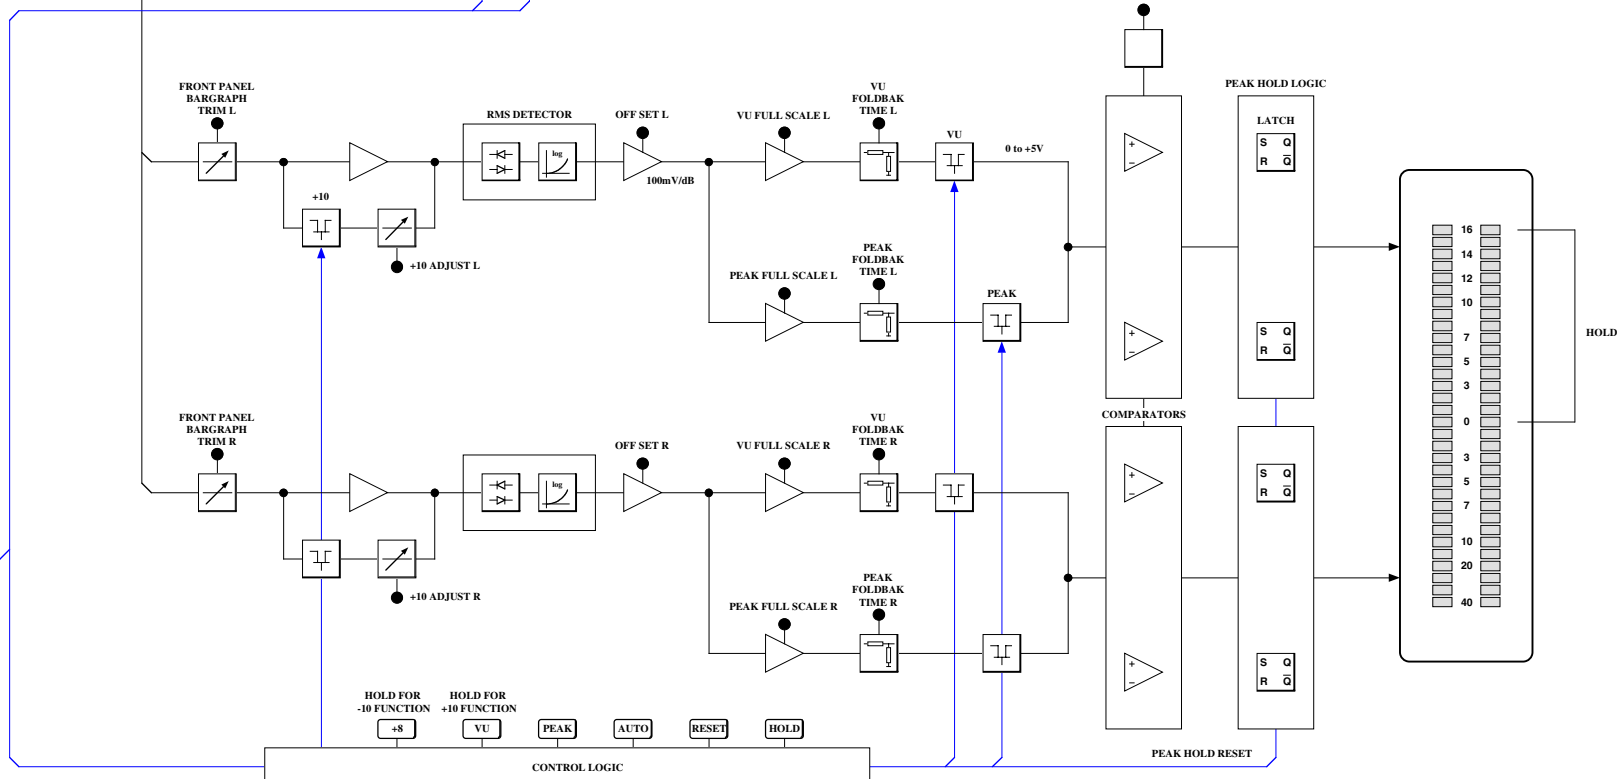 FRONT PANEL
BARGRAPH
TRIM L
+10
+10 ADJUST L
RMS DETECTOR
log
OFF SET L
100mV/dB
VU FULL SCALE L
VU
FOLDBAK
TIME L
VU
0 to +5V
PEAK FULL SCALE L
PEAK
FOLDBAK
TIME L
PEAK
+
−
+
−
COMPARATORS
PEAK HOLD LOGIC
LATCH
S Q
R Q̅
S Q
R Q̅
16
14
12
10
7
5
3
0
3
5
7
10
20
40
HOLD
FRONT PANEL
BARGRAPH
TRIM R
+10 ADJUST R
log
OFF SET R
VU FULL SCALE R
VU
FOLDBAK
TIME R
PEAK FULL SCALE R
PEAK
FOLDBAK
TIME R
+
−
+
−
S Q
R Q̅
S Q
R Q̅
HOLD FOR
-10 FUNCTION
HOLD FOR
+10 FUNCTION
+8
VU
PEAK
AUTO
RESET
HOLD
CONTROL LOGIC
PEAK HOLD RESET